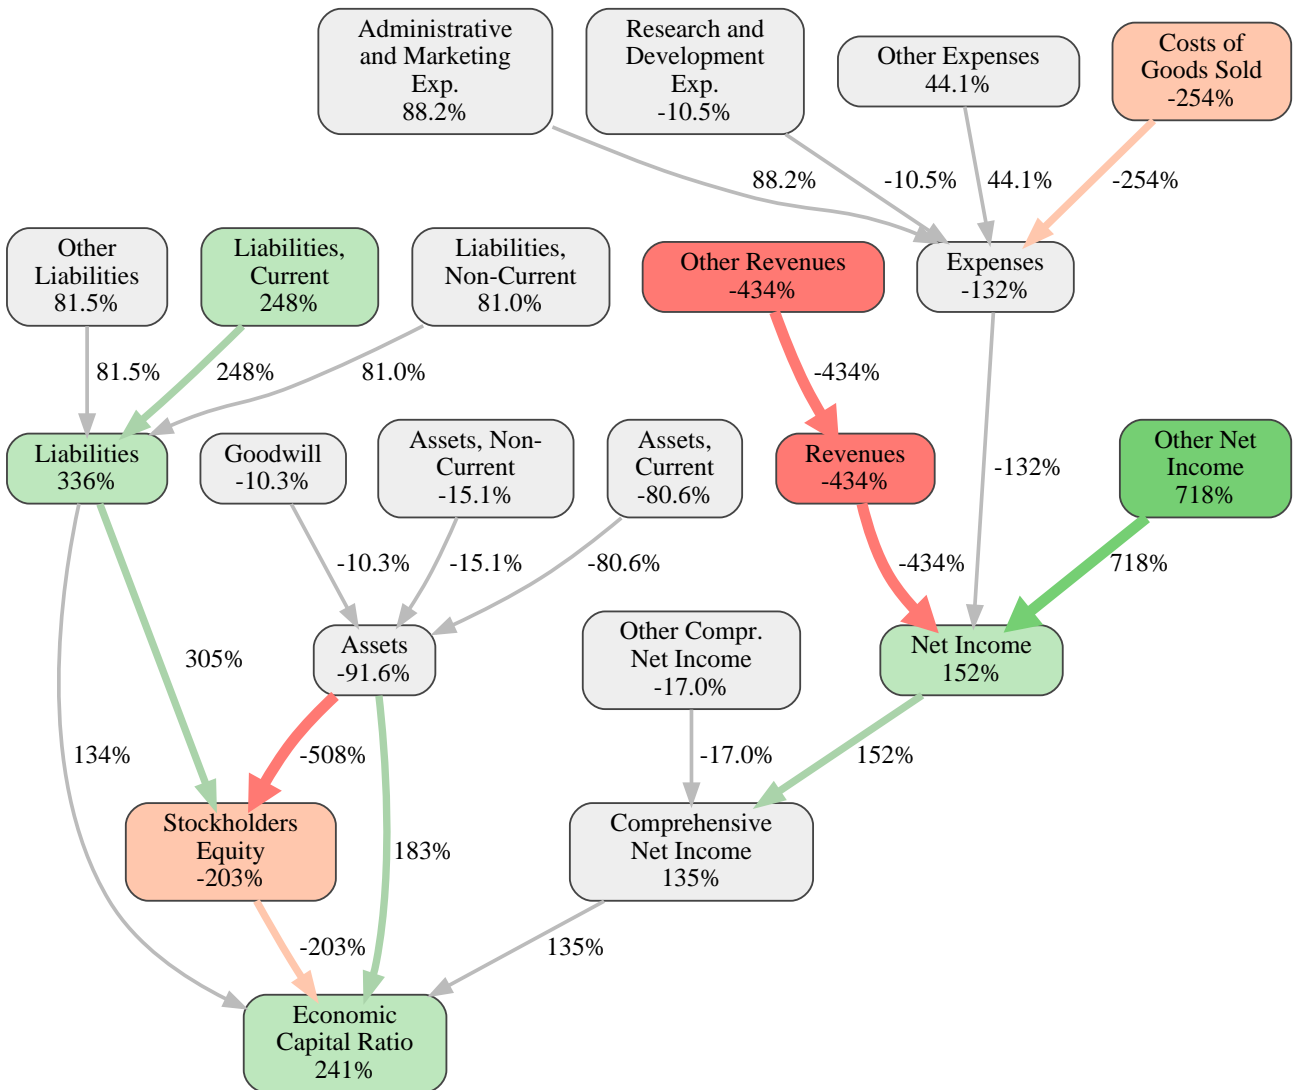 Administrative
and Marketing
Exp.
88.2%
Research and
Development
Exp.
-10.5%
Other Expenses
44.1%
Costs of
Goods Sold
-254%
88.2%
-10.5%
44.1%
-254%
Other
Liabilities
81.5%
Liabilities,
Current
248%
Liabilities,
Non-Current
81.0%
Other Revenues
-434%
Expenses
-132%
81.5%
248%
81.0%
-434%
Liabilities
336%
Goodwill
-10.3%
Assets, Non-
Current
-15.1%
Assets,
Current
-80.6%
Revenues
-434%
-132%
Other Net
Income
718%
-10.3%
-15.1%
-80.6%
-434%
718%
305%
Assets
-91.6%
Other Compr.
Net Income
-17.0%
Net Income
152%
134%
-508%
-17.0%
152%
Stockholders
Equity
-203%
183%
Comprehensive
Net Income
135%
-203%
135%
Economic
Capital Ratio
241%